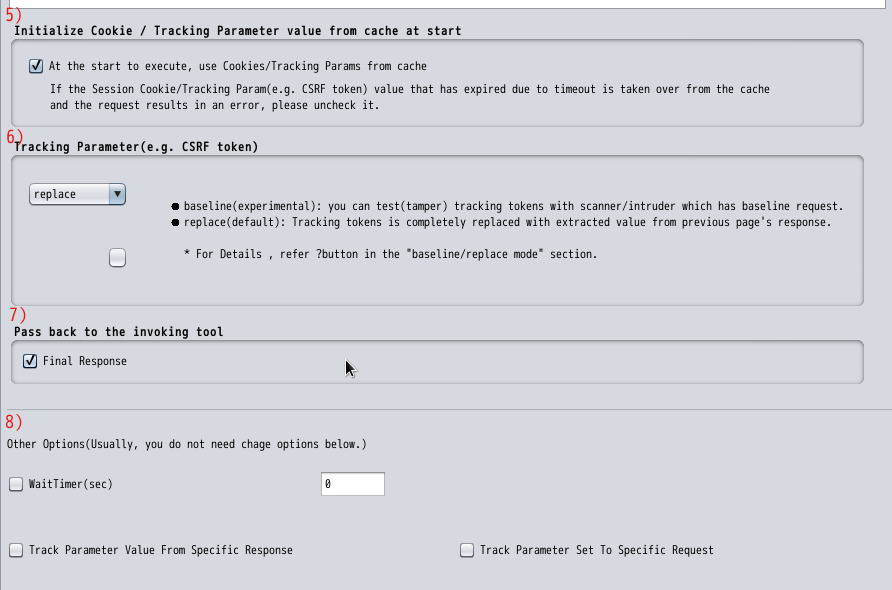 5)
Initialize Cookie / Tracking Parameter value from cache at start
At the start to execute, use Cookies/Tracking Params from cache
If the Session Cookie/Tracking Param(e.g. CSRF token) value that has expired due to timeout is taken over from the cache
and the request results in an error, please uncheck it.
6)
Tracking Parameter(e.g. CSRF token)
replace
● baseline(experimental): you can test(tamper) tracking tokens with scanner/intruder which has baseline request.
● replace(default): Tracking tokens is completely replaced with extracted value from previous page's response.
* For Details , refer ?button in the "baseline/replace mode" section.
7)
Pass back to the invoking tool
Final Response
8)
Other Options(Usually, you do not need chage options below.)
WaitTimer(sec) 0
Track Parameter Value From Specific Response Track Parameter Set To Specific Request